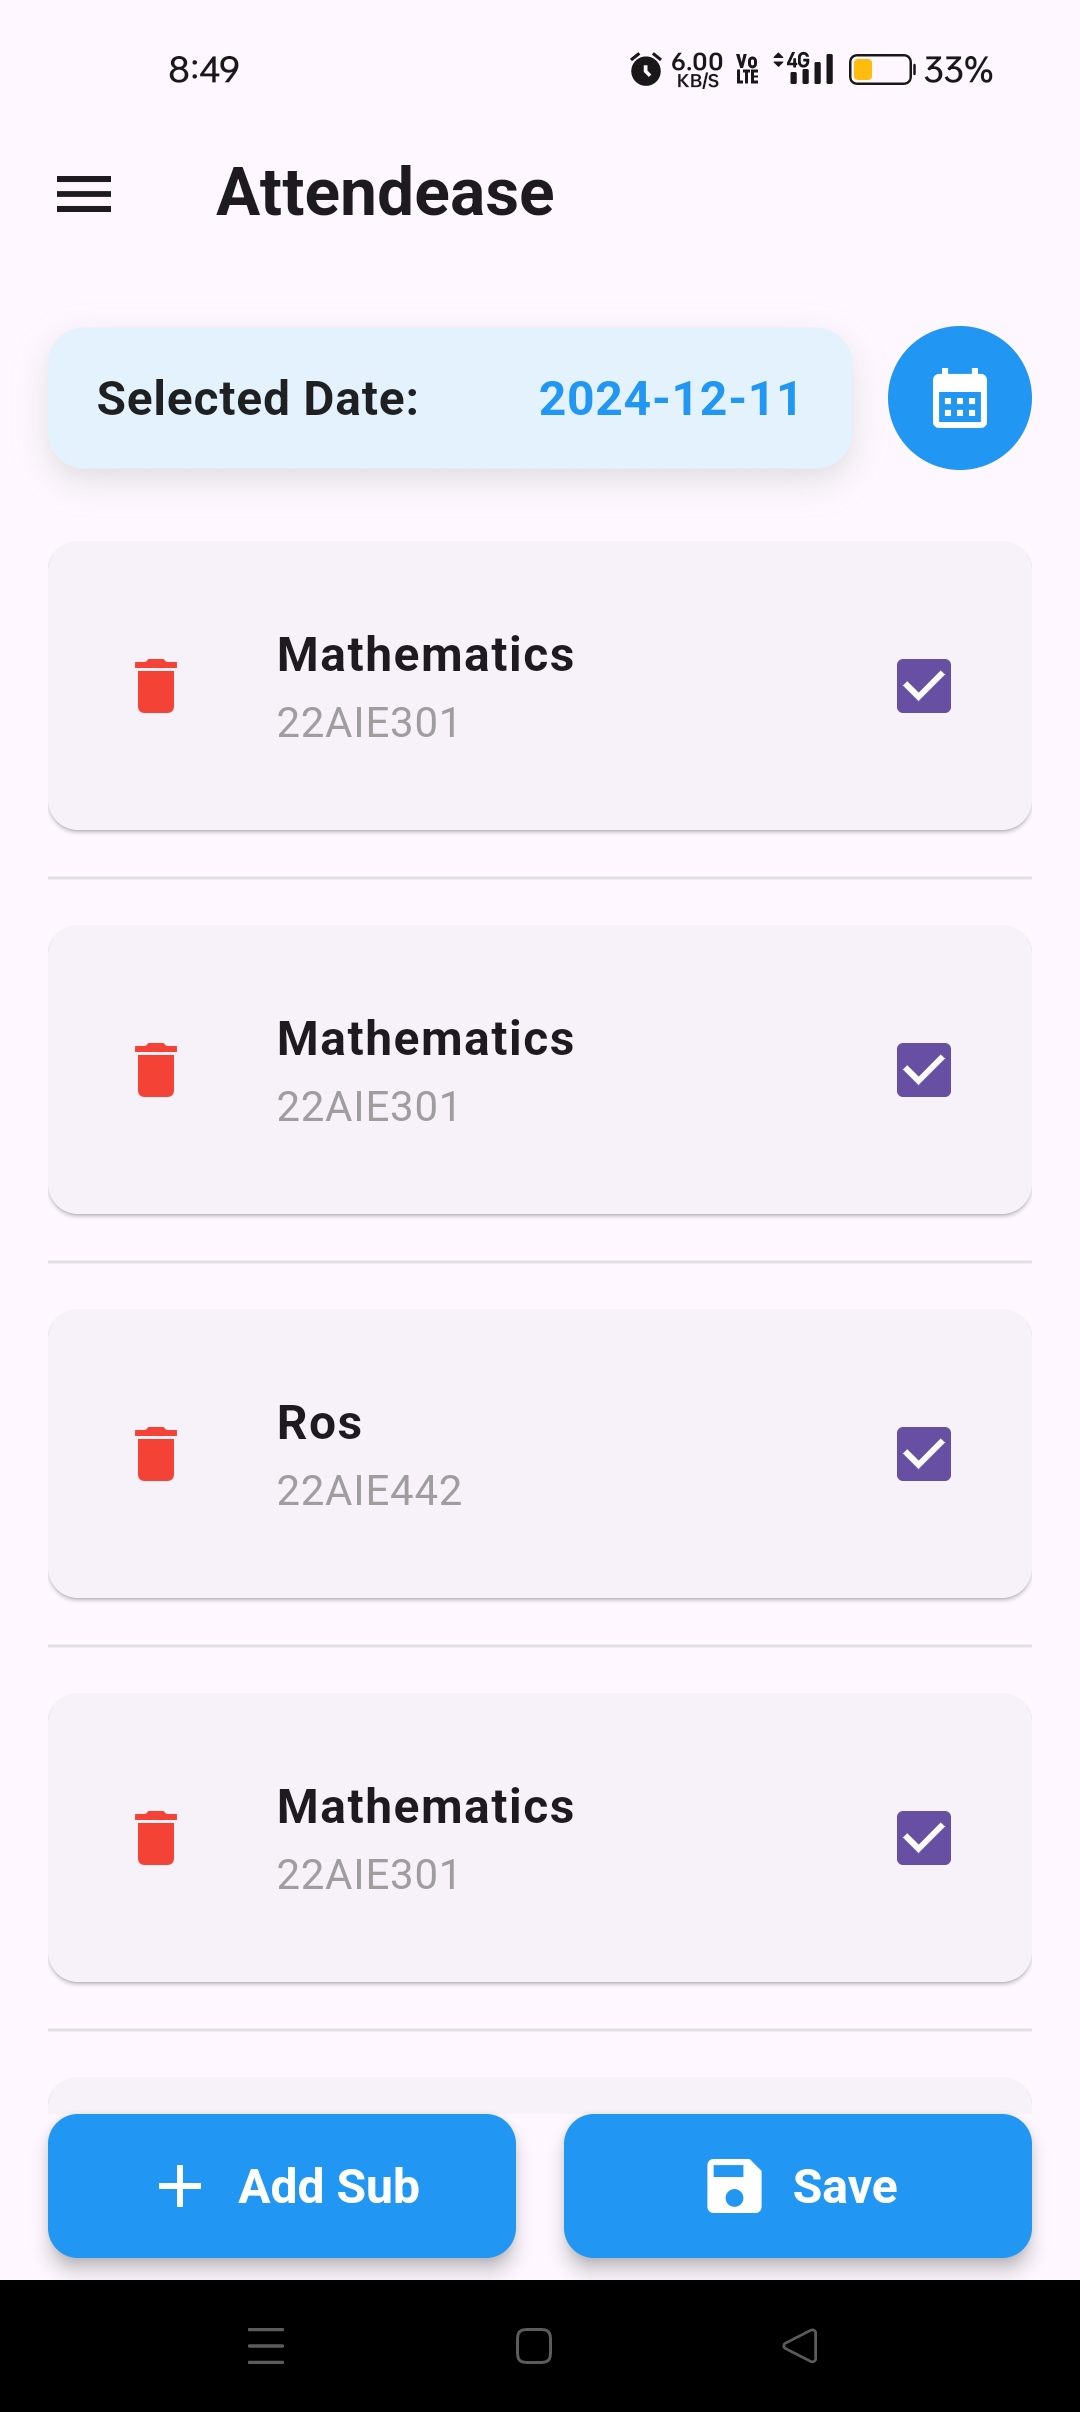 8:49
6.00 KB/S Vo LTE 4G 33%
Attendease
Selected Date: 2024-12-11
Mathematics
22AIE301
Mathematics
22AIE301
Ros
22AIE442
Mathematics
22AIE301
Add Sub
Save